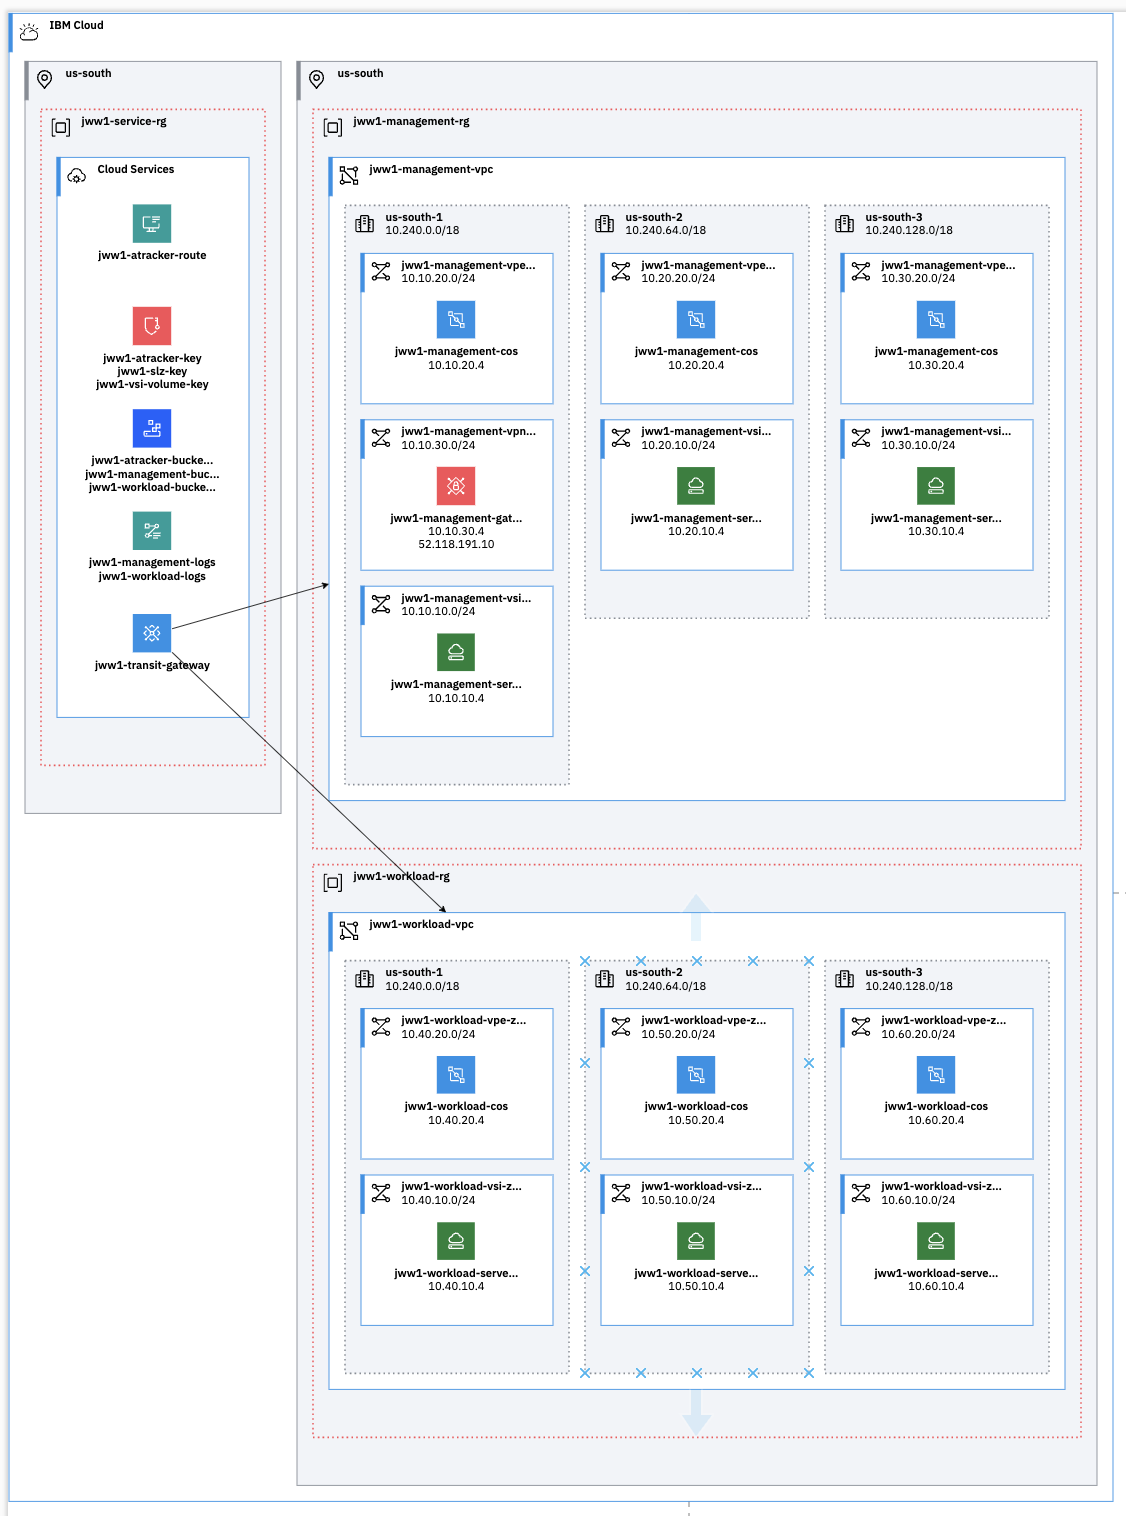 IBM Cloud
us-south
jww1-service-rg
Cloud Services
jww1-atracker-route
jww1-atracker-key
jww1-slz-key
jww1-vsi-volume-key
jww1-atracker-bucke...
jww1-management-buc...
jww1-workload-bucke...
jww1-management-logs
jww1-workload-logs
jww1-transit-gateway
us-south
jww1-management-rg
jww1-management-vpc
us-south-1
10.240.0.0/18
jww1-management-vpe...
10.10.20.0/24
jww1-management-cos
10.10.20.4
jww1-management-vpn...
10.10.30.0/24
jww1-management-gat...
10.10.30.4
52.118.191.10
jww1-management-vsi...
10.10.10.0/24
jww1-management-ser...
10.10.10.4
us-south-2
10.240.64.0/18
jww1-management-vpe...
10.20.20.0/24
jww1-management-cos
10.20.20.4
jww1-management-vsi...
10.20.10.0/24
jww1-management-ser...
10.20.10.4
us-south-3
10.240.128.0/18
jww1-management-vpe...
10.30.20.0/24
jww1-management-cos
10.30.20.4
jww1-management-vsi...
10.30.10.0/24
jww1-management-ser...
10.30.10.4
jww1-workload-rg
jww1-workload-vpc
us-south-1
10.240.0.0/18
jww1-workload-vpe-z...
10.40.20.0/24
jww1-workload-cos
10.40.20.4
jww1-workload-vsi-z...
10.40.10.0/24
jww1-workload-serve...
10.40.10.4
us-south-2
10.240.64.0/18
jww1-workload-vpe-z...
10.50.20.0/24
jww1-workload-cos
10.50.20.4
jww1-workload-vsi-z...
10.50.10.0/24
jww1-workload-serve...
10.50.10.4
us-south-3
10.240.128.0/18
jww1-workload-vpe-z...
10.60.20.0/24
jww1-workload-cos
10.60.20.4
jww1-workload-vsi-z...
10.60.10.0/24
jww1-workload-serve...
10.60.10.4